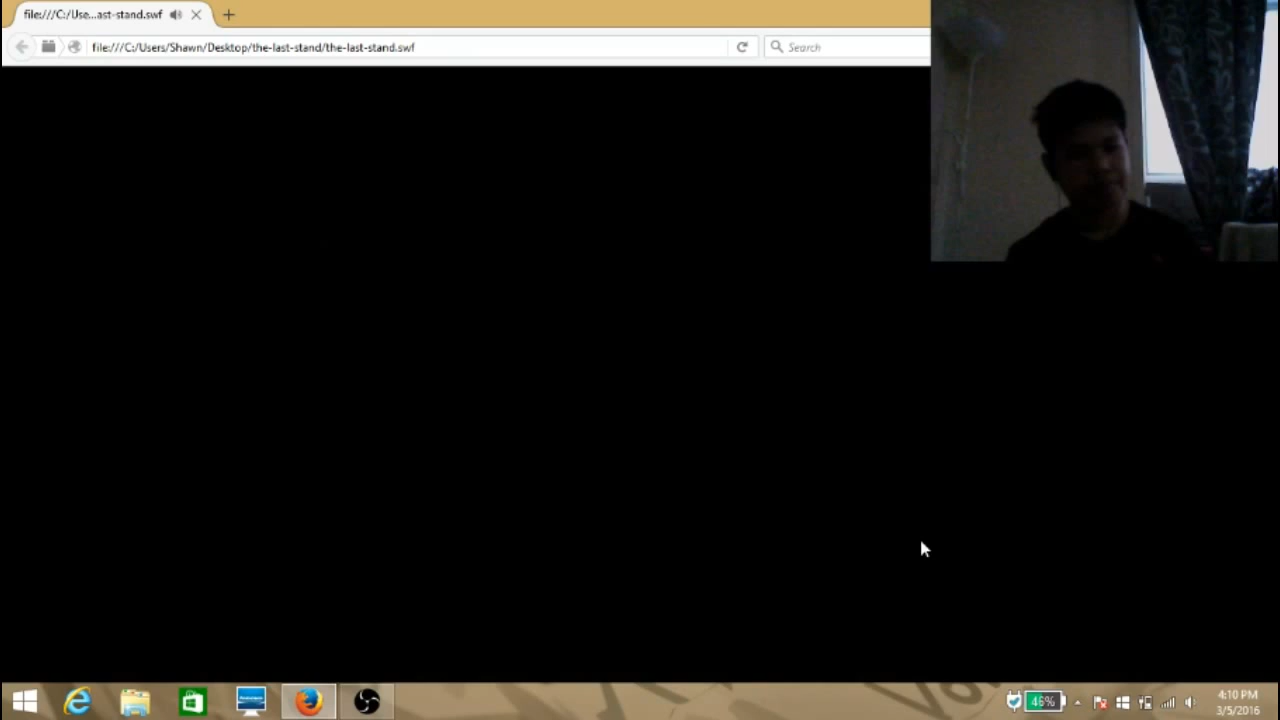 file:///C:/Use...ast-stand.swf
file:///C:/Users/Shawn/Desktop/the-last-stand/the-last-stand.swf
Search
46%
4:10 PM
3/5/2016